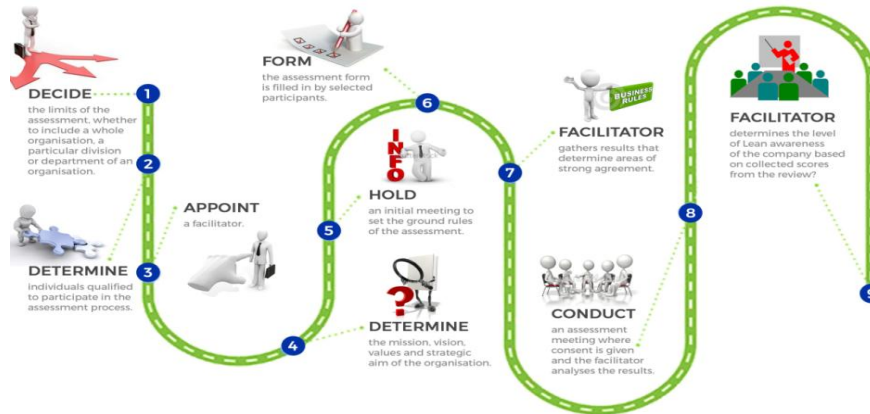 1
DECIDE
the limits of the
assessment, whether
to include a whole
organisation, a
particular division
or department of an
organisation.
2
DETERMINE
individuals qualified
to participate in the
assessment process.
3
APPOINT
a facilitator.
4
DETERMINE
the mission, vision,
values and strategic
aim of the organisation.
5
INFO
HOLD
an initial meeting to
set the ground rules
of the assessment.
6
FORM
the assessment form
is filled in by selected
participants.
7
BUSINESS
RULES
FACILITATOR
gathers results that
determine areas of
strong agreement.
8
CONDUCT
an assessment
meeting where
consent is given
and the facilitator
analyses the results.
9
FACILITATOR
determines the level
of Lean awareness
of the company based
on collected scores
from the review?